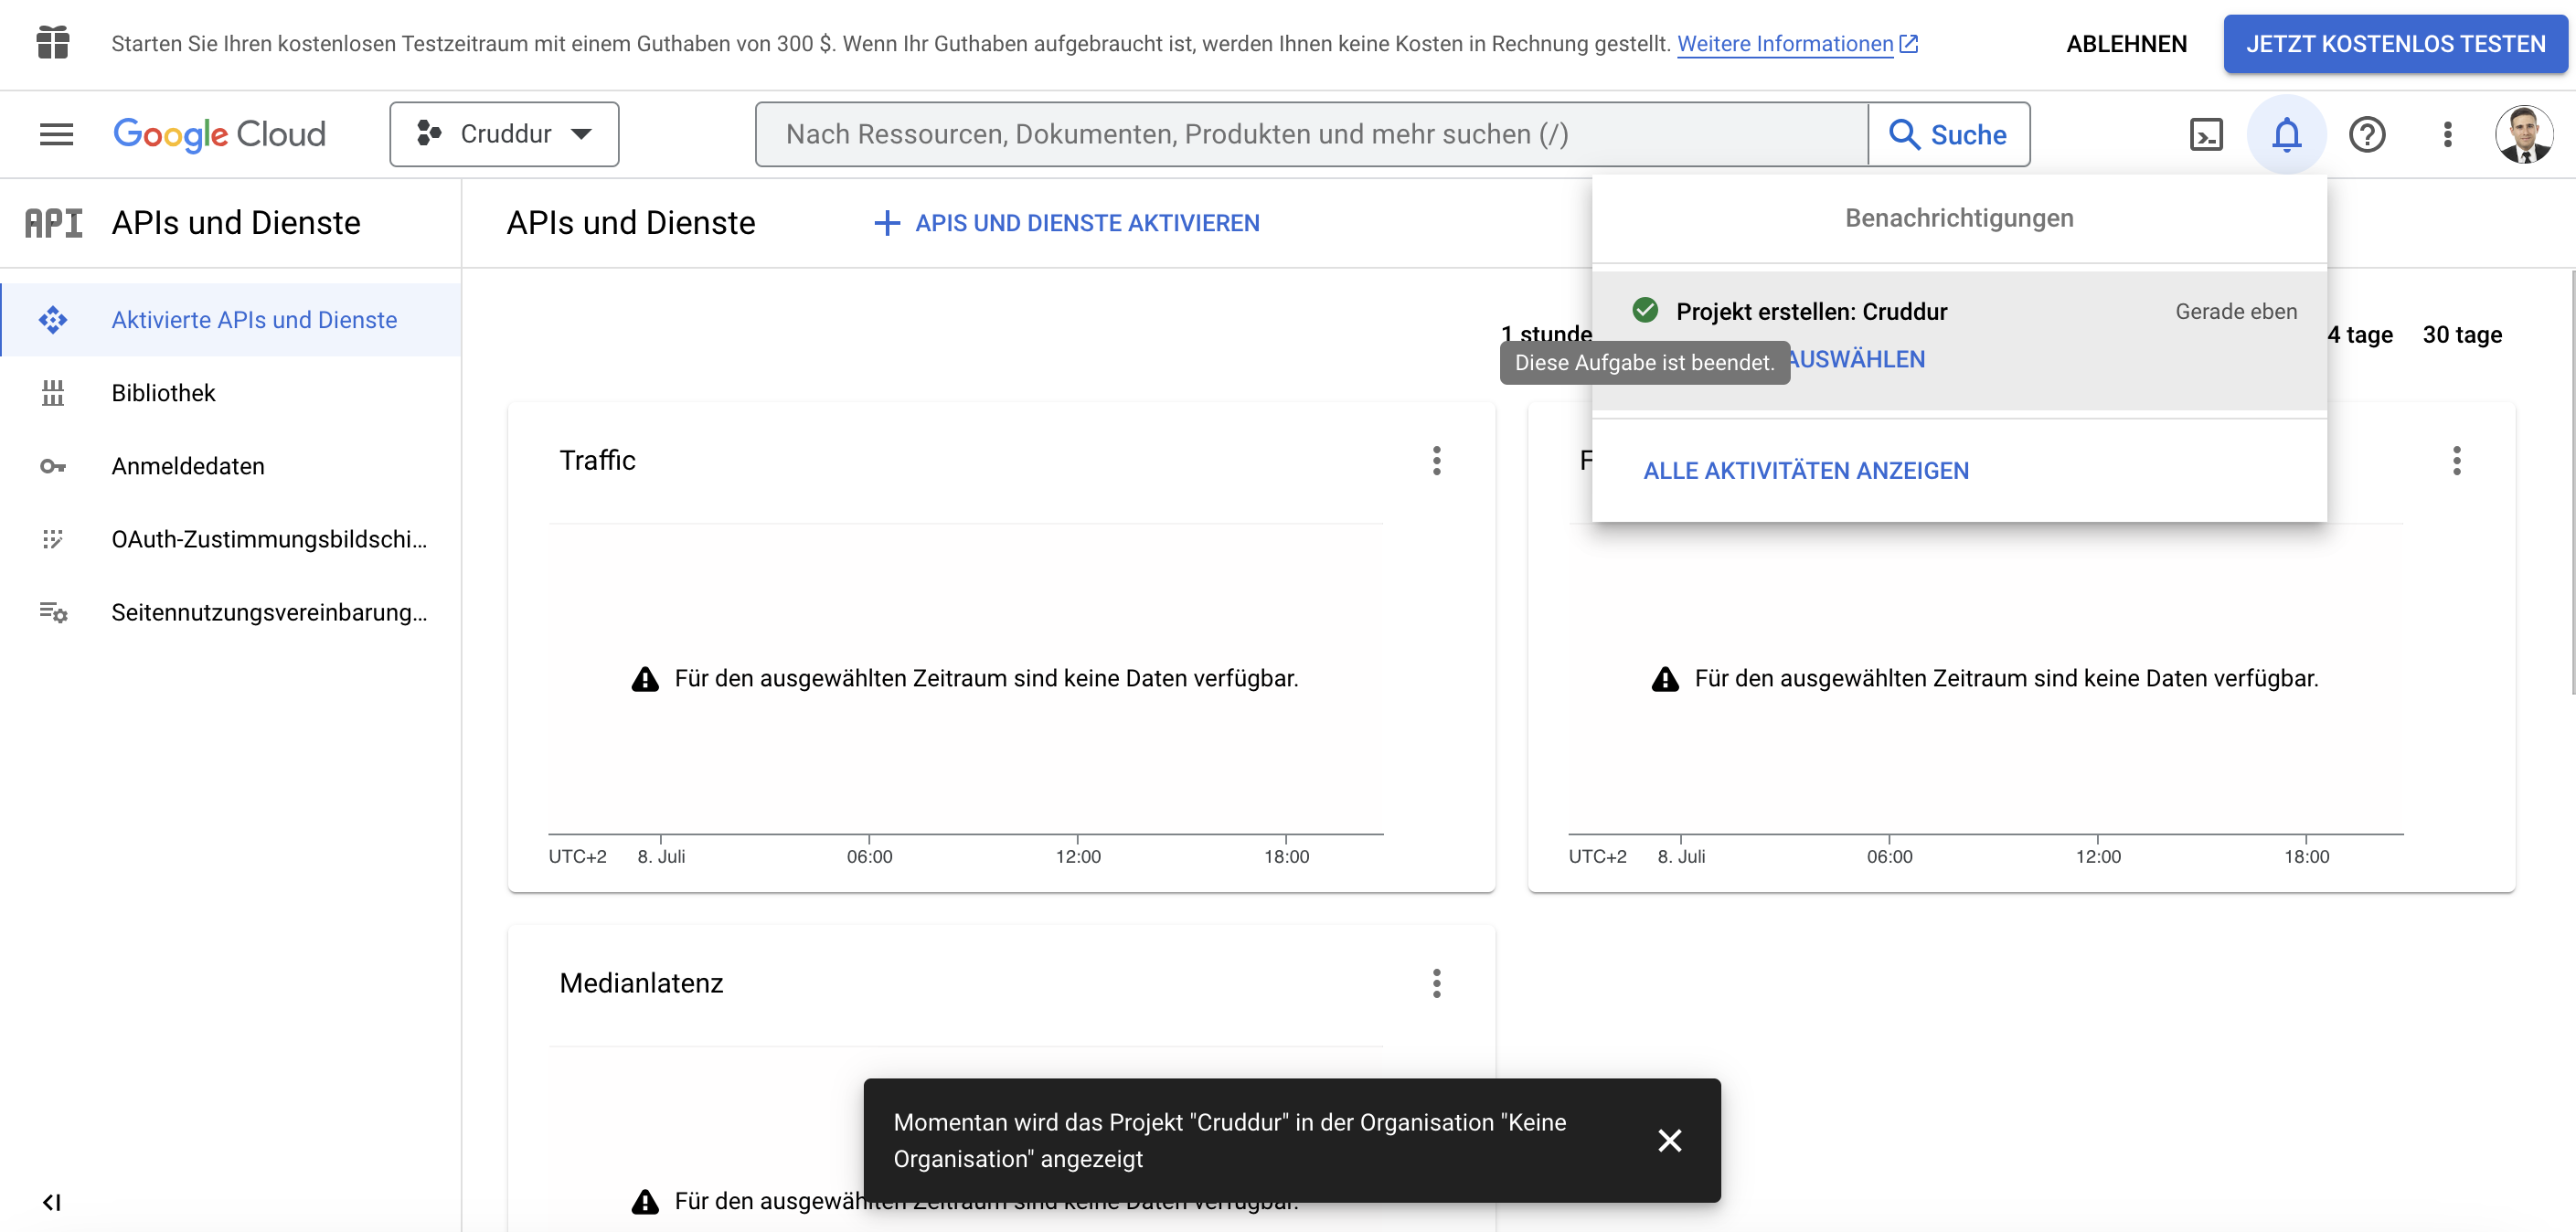 Starten Sie Ihren kostenlosen Testzeitraum mit einem Guthaben von 300 $. Wenn Ihr Guthaben aufgebraucht ist, werden Ihnen keine Kosten in Rechnung gestellt. Weitere Informationen
ABLEHNEN
JETZT KOSTENLOS TESTEN
Google Cloud
Cruddur
Nach Ressourcen, Dokumenten, Produkten und mehr suchen (/)
Suche
API
APIs und Dienste
Aktivierte APIs und Dienste
Bibliothek
Anmeldedaten
OAuth-Zustimmungsbildschi...
Seitennutzungsvereinbarung...
APIs und Dienste
APIS UND DIENSTE AKTIVIEREN
Benachrichtigungen
Projekt erstellen: Cruddur
Gerade eben
AUSWÄHLEN
Diese Aufgabe ist beendet.
ALLE AKTIVITÄTEN ANZEIGEN
1 stunde
4 tage
30 tage
Traffic
Für den ausgewählten Zeitraum sind keine Daten verfügbar.
UTC+2 8. Juli 06:00 12:00 18:00
F
Für den ausgewählten Zeitraum sind keine Daten verfügbar.
UTC+2 8. Juli 06:00 12:00 18:00
Medianlatenz
Für den ausgewählten Zeitraum sind keine Daten verfügbar.
Momentan wird das Projekt "Cruddur" in der Organisation "Keine
Organisation" angezeigt